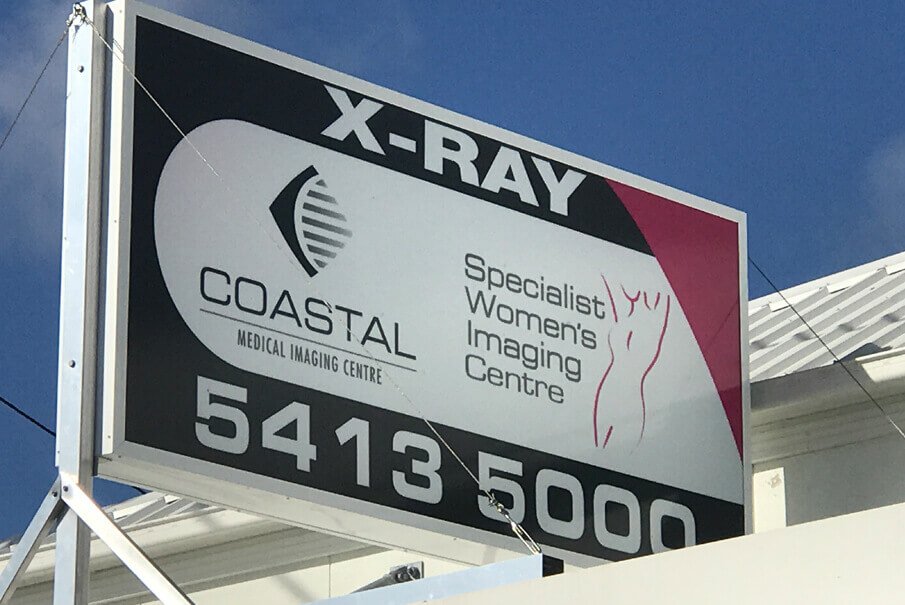 X-RAY
COASTAL
MEDICAL IMAGING CENTRE
Specialist
Women's
Imaging
Centre
5413 5000